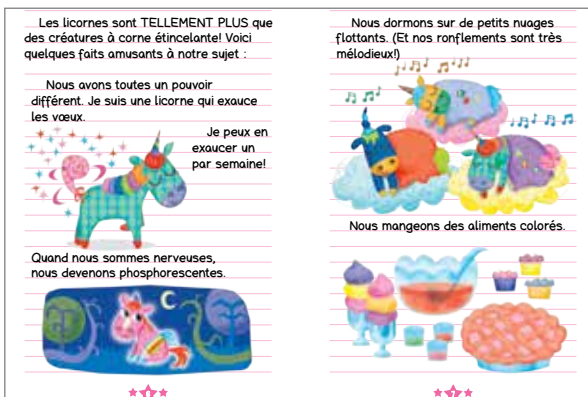 Les licornes sont TELLEMENT PLUS que
des créatures à corne étincelante! Voici
quelques faits amusants à notre sujet :
Nous avons toutes un pouvoir
différent. Je suis une licorne qui exauce
les vœux.
Je peux en
exaucer un
par semaine!
Quand nous sommes nerveuses,
nous devenons phosphorescentes.
Nous dormons sur de petits nuages
flottants. (Et nos ronflements sont très
mélodieux!)
Nous mangeons des aliments colorés.